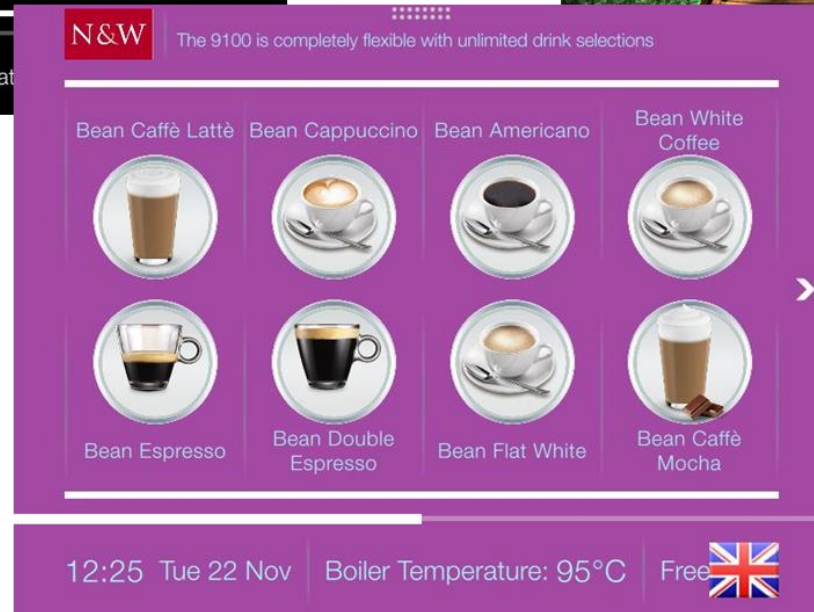 at
N&W
The 9100 is completely flexible with unlimited drink selections
Bean Caffè Lattè
Bean Cappuccino
Bean Americano
Bean White
Coffee
Bean Espresso
Bean Double
Espresso
Bean Flat White
Bean Caffè
Mocha
12:25 Tue 22 Nov
Boiler Temperature: 95°C
Free